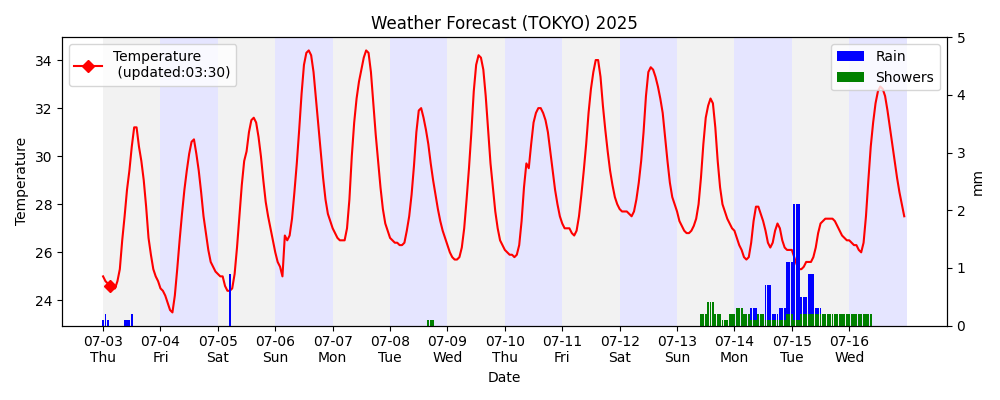 Weather Forecast (TOKYO) 2025
Temperature
(updated:03:30)
Rain
Showers
Temperature
34
32
30
28
26
24
5
4
3
2
1
0
mm
07-03 07-04 07-05 07-06 07-07 07-08 07-09 07-10 07-11 07-12 07-13 07-14 07-15 07-16
Thu Fri Sat Sun Mon Tue Wed Thu Fri Sat Sun Mon Tue Wed
Date